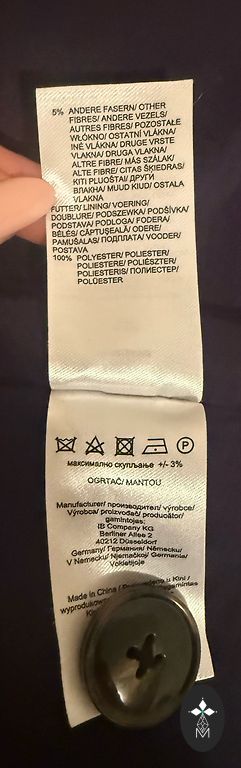 5% ANDERE FASERN/ OTHER
FIBRES/ ANDERE VEZELS/
AUTRES FIBRES/ POZOSTAŁE
WŁÓKNO/ OSTATNÍ VLÁKNA/
INÉ VLÁKNA/ DRUGE VRSTE
VLAKNA/ DRUGA VLAKNA/
ALTRE FIBRE/ MÁS SZÁLAK/
ALTE FIBRE/ CITAS ŠĶIEDRAS/
KITI PLUOŠTAI/ ДРУГИ
ВЛАКНА/ MUUD KIUD/ OSTALA
VLAKNA
FUTTER/ LINING/ VOERING/
DOUBLURE/ PODSZEWKA/ PODŠÍVKA/
PODSTAVA/ PODLOGA/ FODERA/
BÉLÉS/ CĂPTUŞEALĂ/ ODERE/
PAMUŠALAS/ ПОДПЛАТА/ VOODER/
POSTAVA
100% POLYESTER/ POLIESTER/
POLIESTERE/ POLIÉSZTER/
POLIESTERIS/ ПОЛИЕСТЕР/
POLÜESTER
P
максимално скупљање +/- 3%
OGRTAČ/ MANTOU
Manufacturer/ производител/ výrobce/
Výrobca/ proizvođač/ producător/
gamintojas:
IB Company KG
Berliner Allee 2
40212 Düsseldorf
Germany/ Германия/ Německu/
V Nemecku/ Njemačkoj/ Germania/
Vokietijoje
Made in China /
M